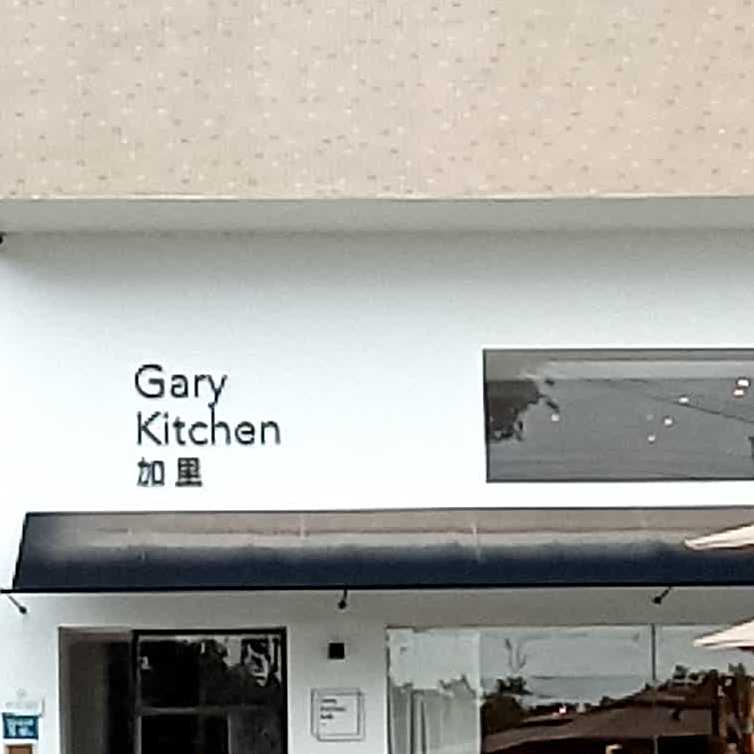 Gary
Kitchen
加里